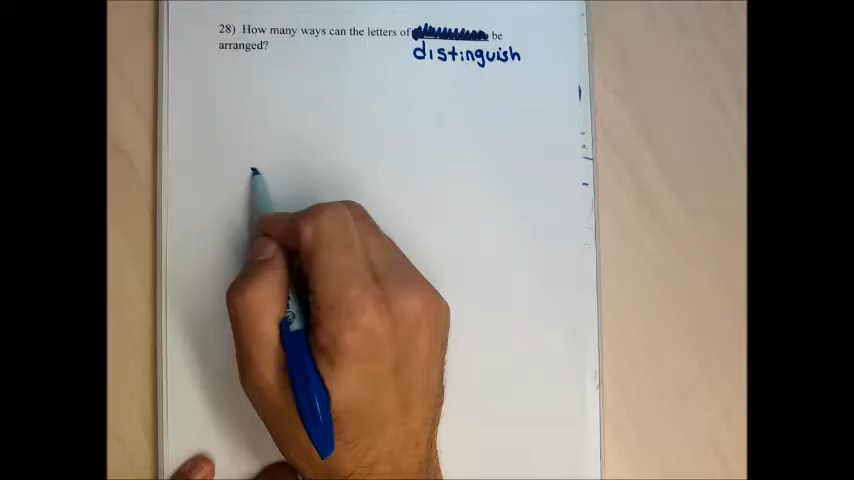 28) How many ways can the letters of be
arranged? distinguish